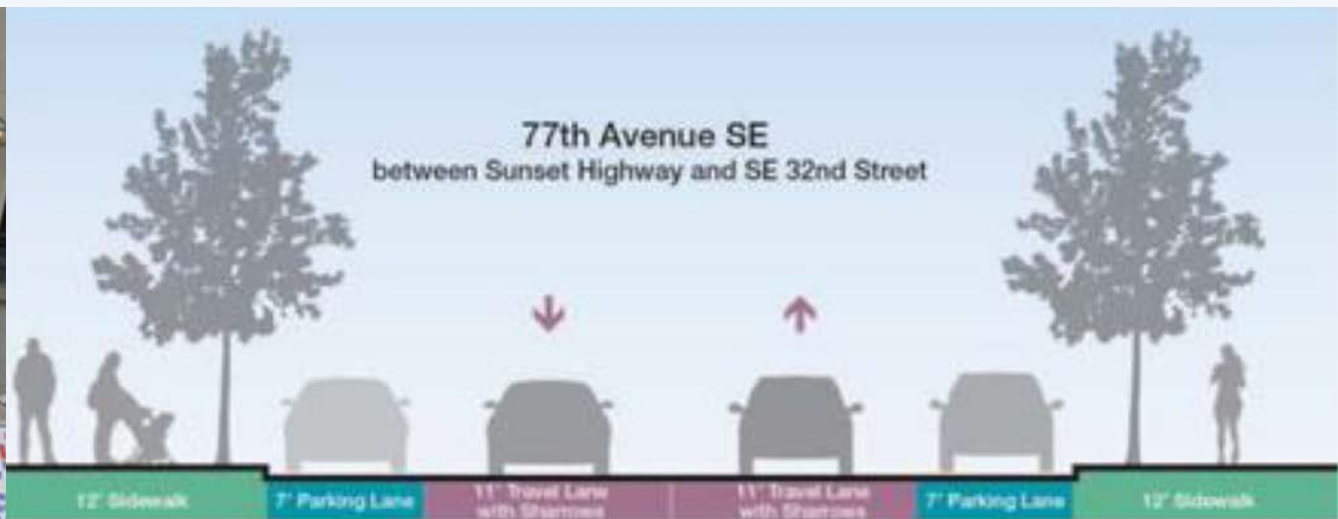 77th Avenue SE
between Sunset Highway and SE 32nd Street
12' Sidewalk
7' Parking Lane
11' Travel Lane
with Sharrows
11' Travel Lane
with Sharrows
7' Parking Lane
12' Sidewalk